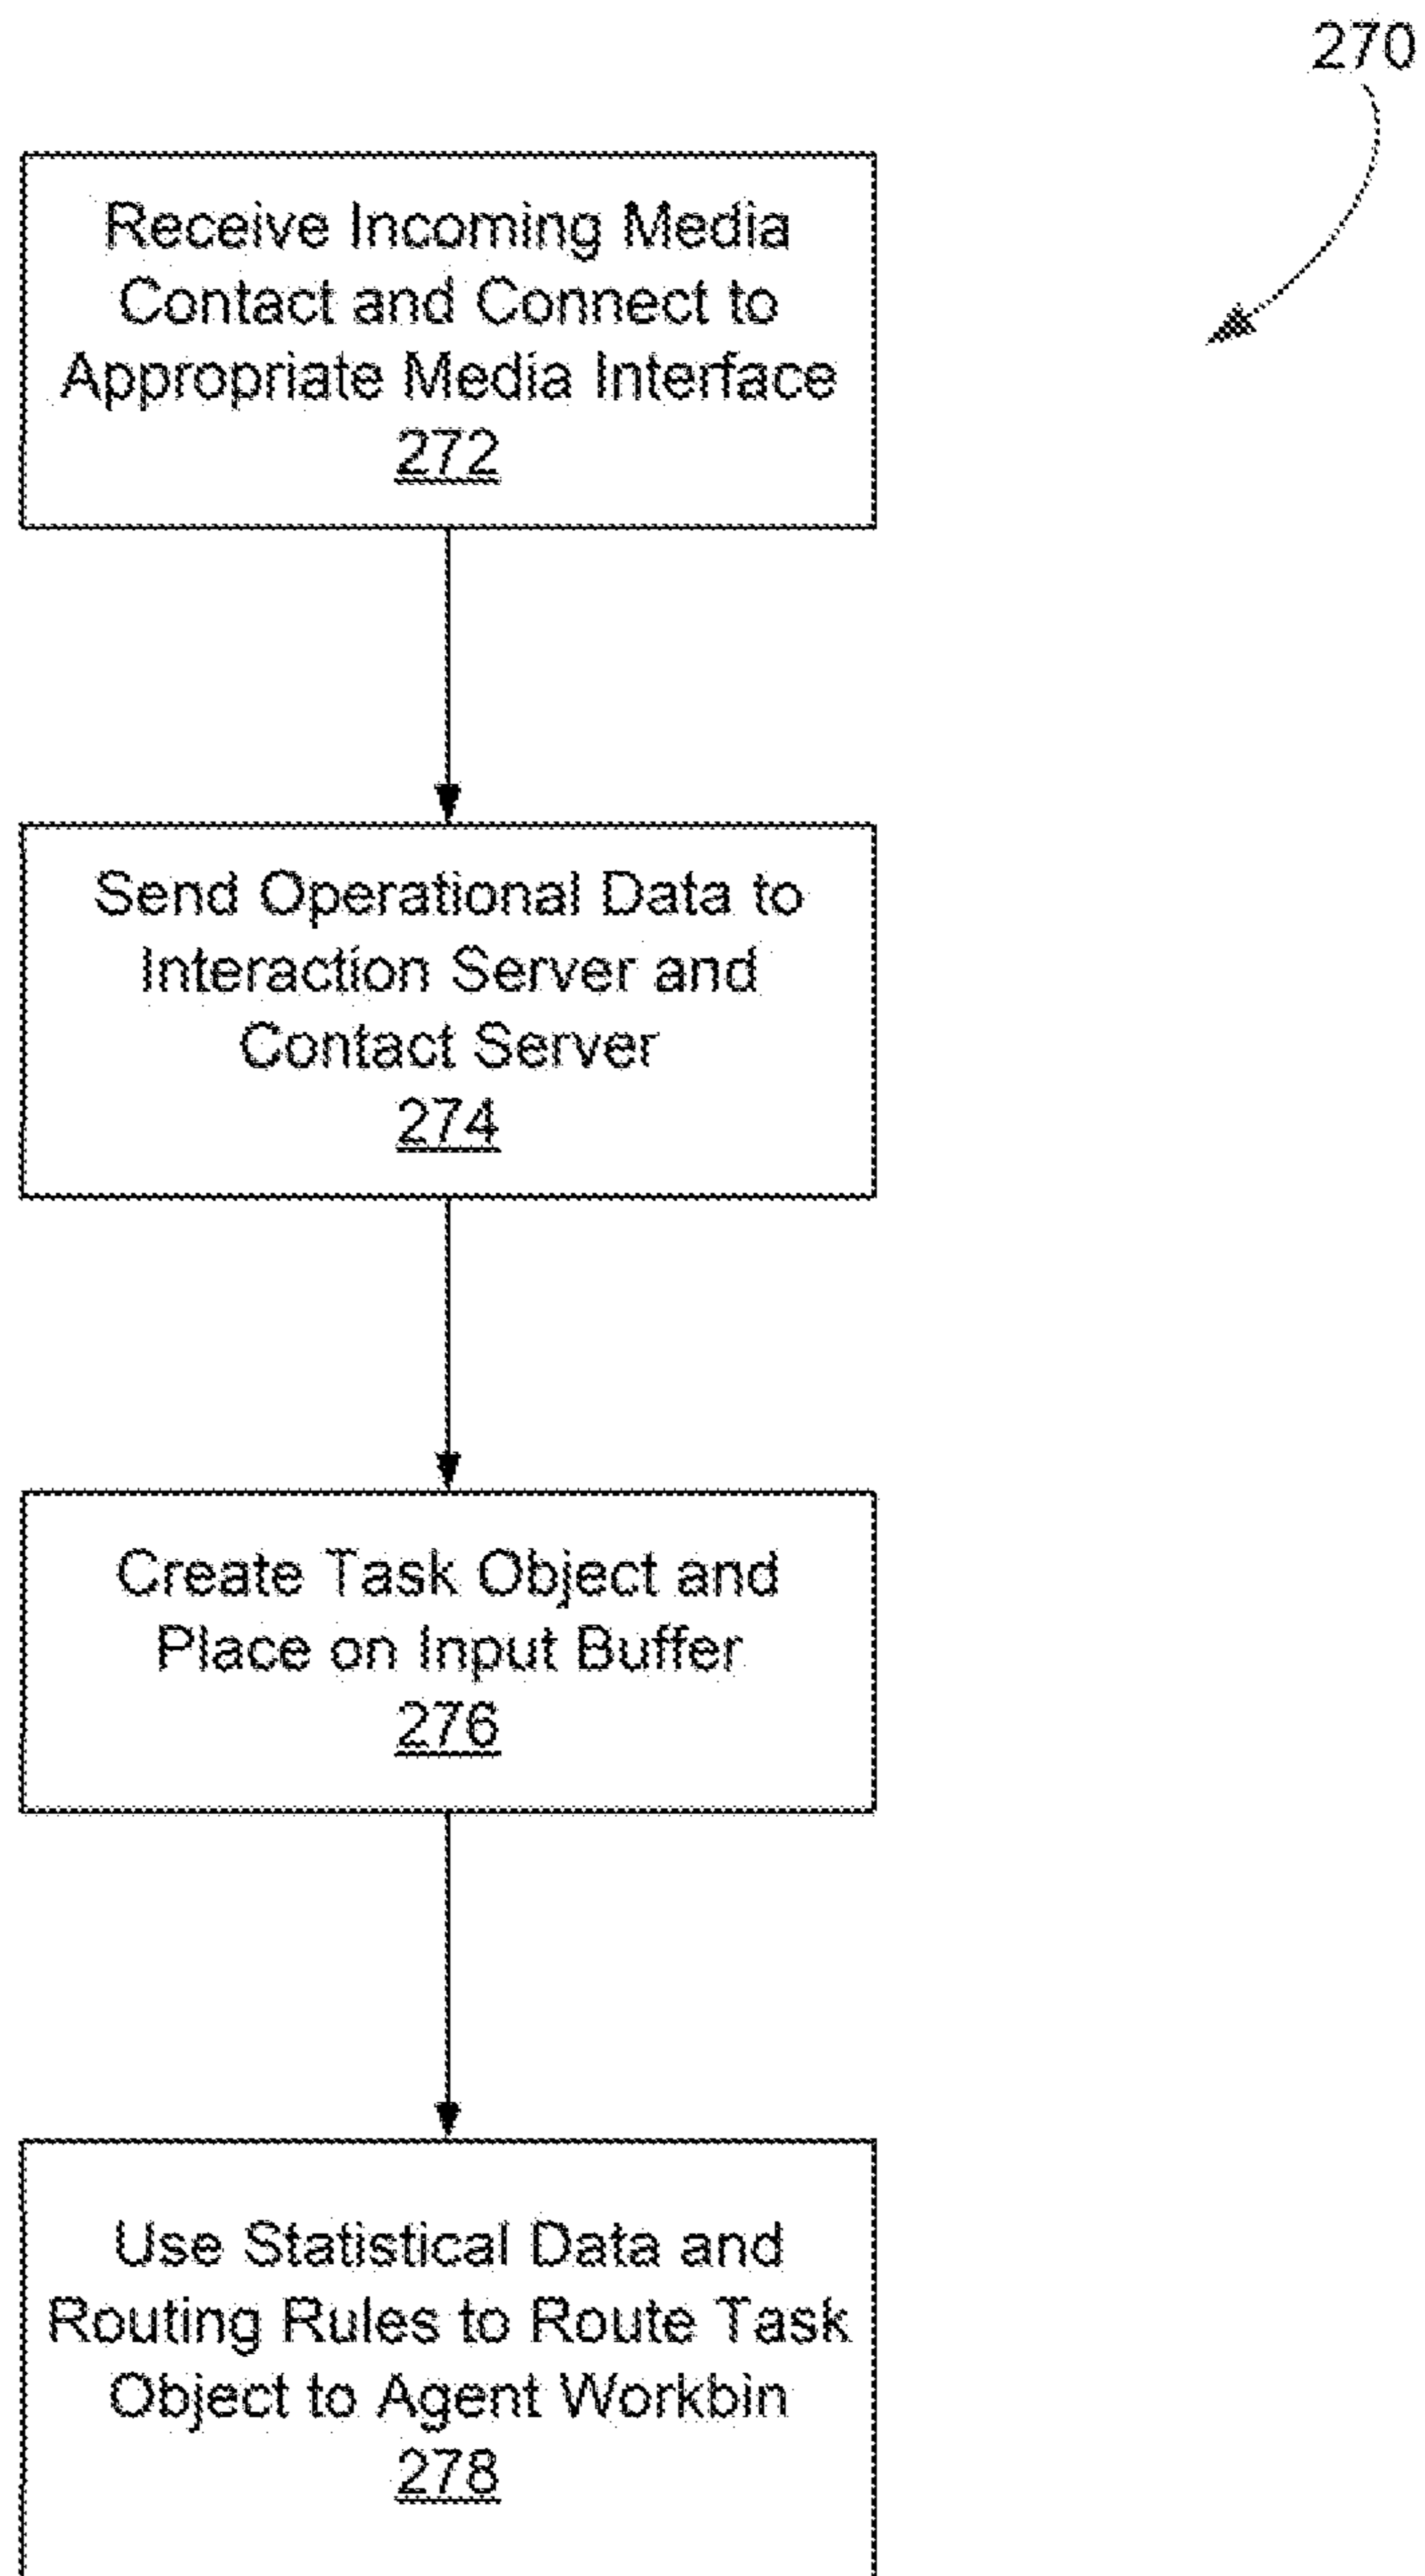 270
Receive Incoming Media
Contact and Connect to
Appropriate Media Interface
272
Send Operational Data to
Interaction Server and
Contact Server
274
Create Task Object and
Place on Input Buffer
276
Use Statistical Data and
Routing Rules to Route Task
Object to Agent Workbin
278